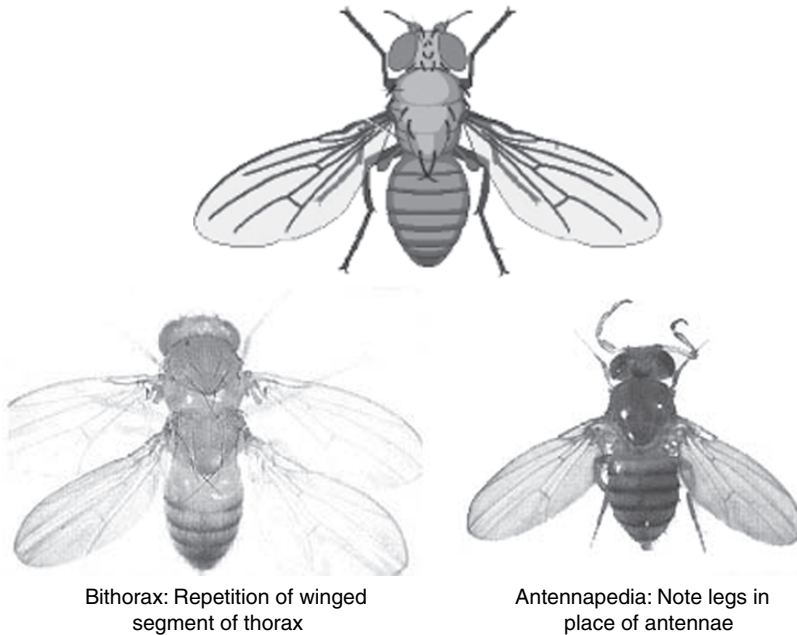 Bithorax: Repetition of winged
segment of thorax
Antennapedia: Note legs in
place of antennae